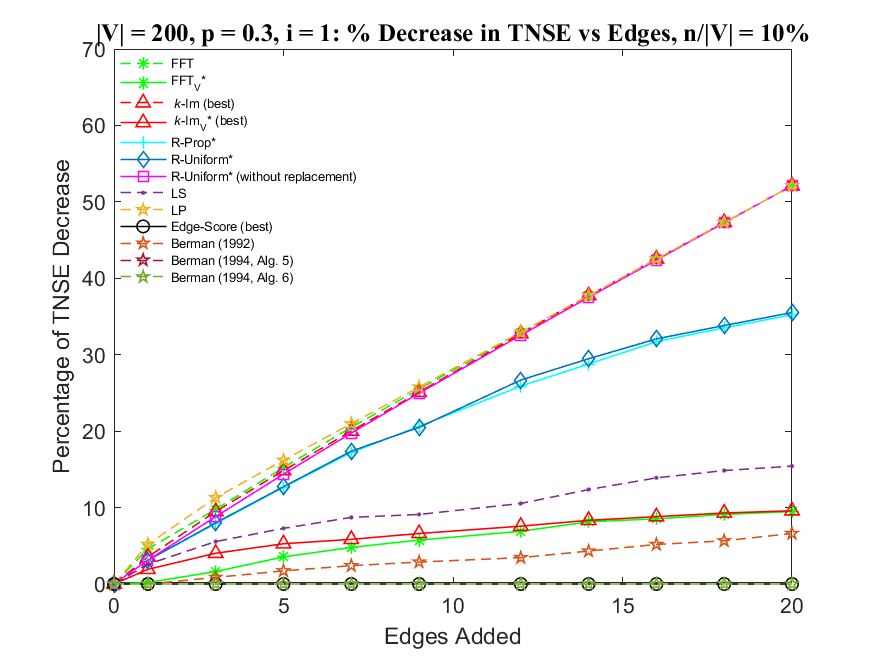 |V| = 200, p = 0.3, i = 1: % Decrease in TNSE vs Edges, n/|V| = 10%
70
60
50
40
30
20
10
0
Percentage of TNSE Decrease
FFT
FFT_V*
k-lm (best)
k-lm_V* (best)
R-Prop*
R-Uniform*
R-Uniform* (without replacement)
LS
LP
Edge-Score (best)
Berman (1992)
Berman (1994, Alg. 5)
Berman (1994, Alg. 6)
0 5 10 15 20
Edges Added